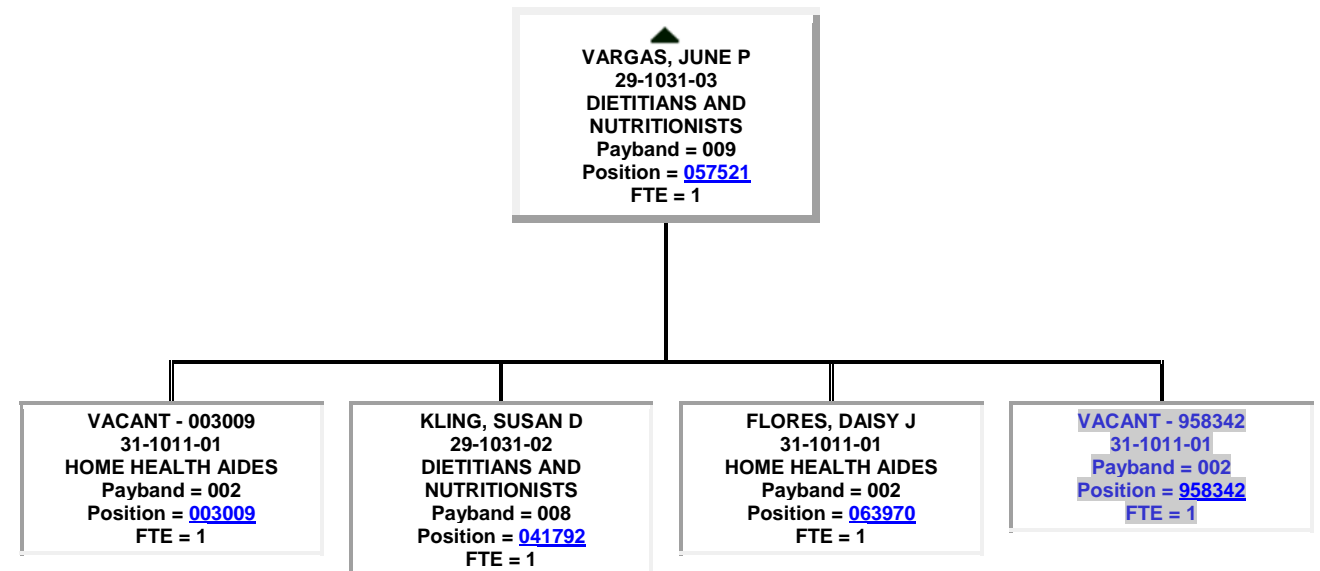 VARGAS, JUNE P
29-1031-03
DIETITIANS AND
NUTRITIONISTS
Payband = 009
Position = 057521
FTE = 1
VACANT - 003009
31-1011-01
HOME HEALTH AIDES
Payband = 002
Position = 003009
FTE = 1
KLING, SUSAN D
29-1031-02
DIETITIANS AND
NUTRITIONISTS
Payband = 008
Position = 041792
FTE = 1
FLORES, DAISY J
31-1011-01
HOME HEALTH AIDES
Payband = 002
Position = 063970
FTE = 1
VACANT - 958342
31-1011-01
Payband = 002
Position = 958342
FTE = 1